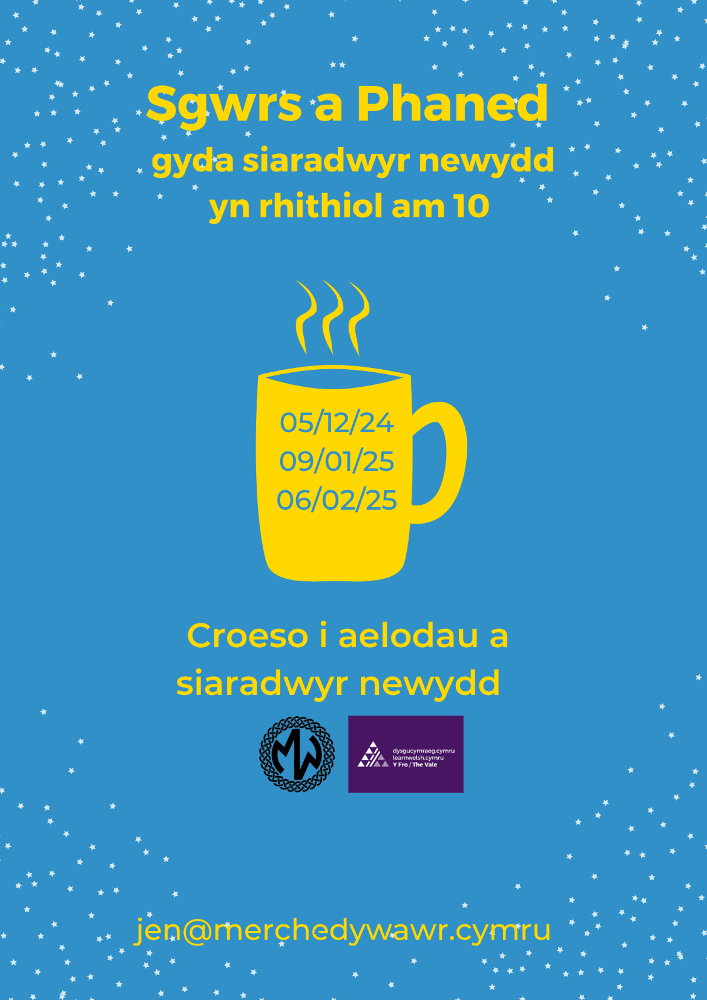 Sgwrs a Phaned
gyda siaradwyr newydd
yn rhithiol am 10
05/12/24
09/01/25
06/02/25
Croeso i aelodau a
siaradwyr newydd
MW
dysgucymraeg.cymru
learnwelsh.cymru
Y Fro / The Vale
jen@merchedywawr.cymru